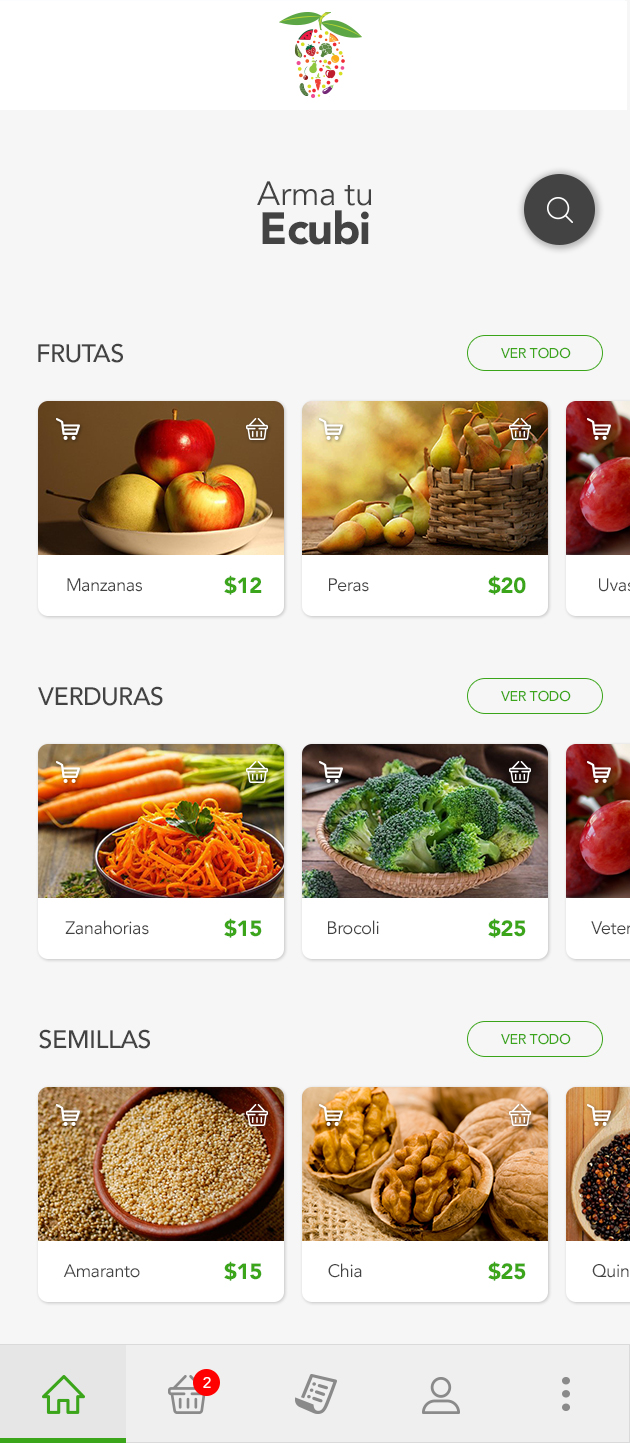 Arma tu
Ecubi
FRUTAS
VER TODO
Manzanas
$12
Peras
$20
Uvas
VERDURAS
VER TODO
Zanahorias
$15
Brocoli
$25
Veter
SEMILLAS
VER TODO
Amaranto
$15
Chia
$25
Quin
2